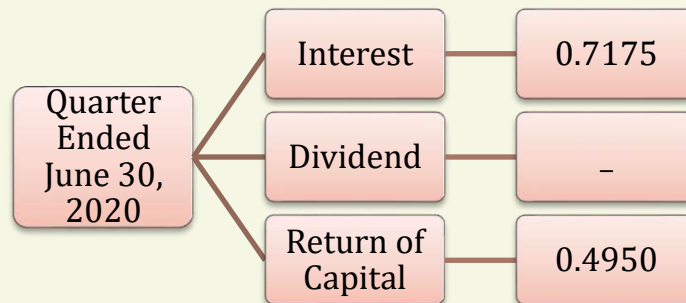 Quarter
Ended
June 30,
2020
Interest
0.7175
Dividend
–
Return of
Capital
0.4950